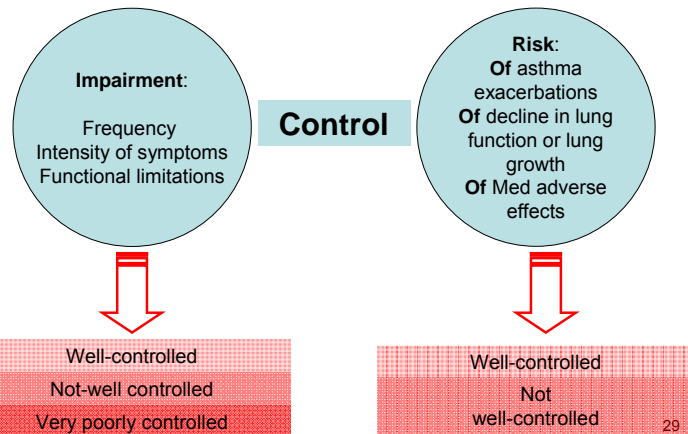 Impairment:
Frequency
Intensity of symptoms
Functional limitations
Control
Risk:
Of asthma
exacerbations
Of decline in lung
function or lung
growth
Of Med adverse
effects
Well-controlled
Not-well controlled
Very poorly controlled
Well-controlled
Not
well-controlled
29